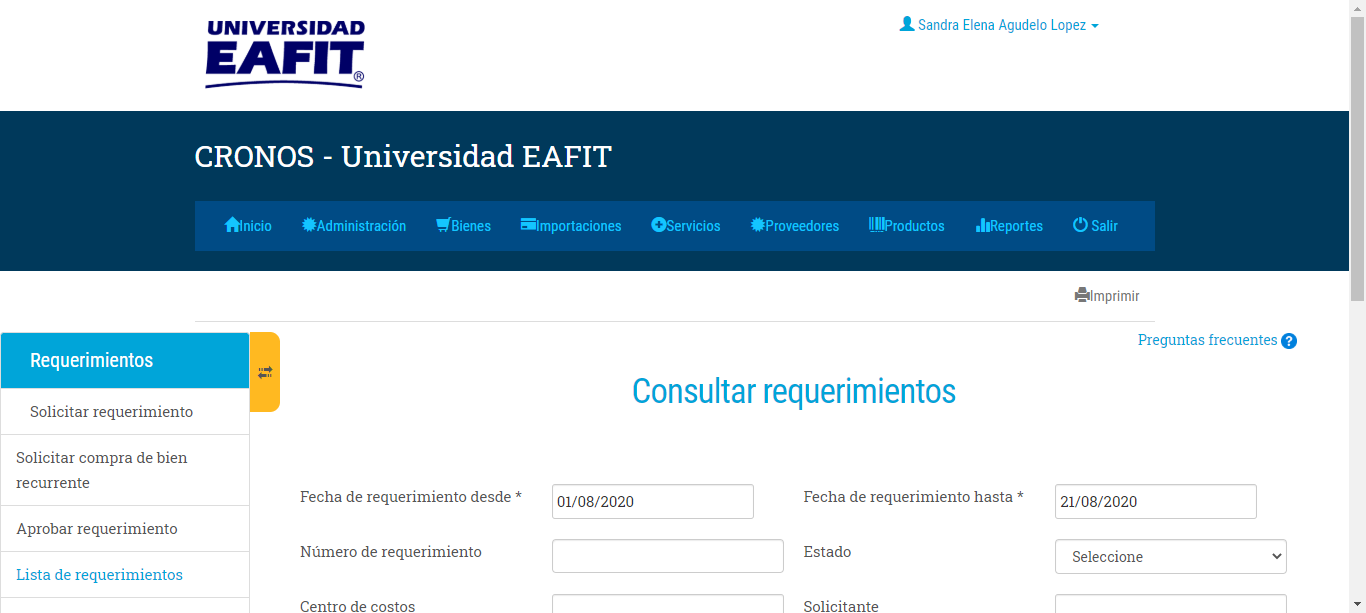 UNIVERSIDAD
EAFIT®
Sandra Elena Agudelo Lopez
CRONOS - Universidad EAFIT
Inicio Administración Bienes Importaciones Servicios Proveedores Productos Reportes Salir
Imprimir
Preguntas frecuentes ?
Requerimientos
Solicitar requerimiento
Solicitar compra de bien
recurrente
Aprobar requerimiento
Lista de requerimientos
Consultar requerimientos
Fecha de requerimiento desde * 01/08/2020 Fecha de requerimiento hasta * 21/08/2020
Número de requerimiento Estado Seleccione
Centro de costos Solicitante